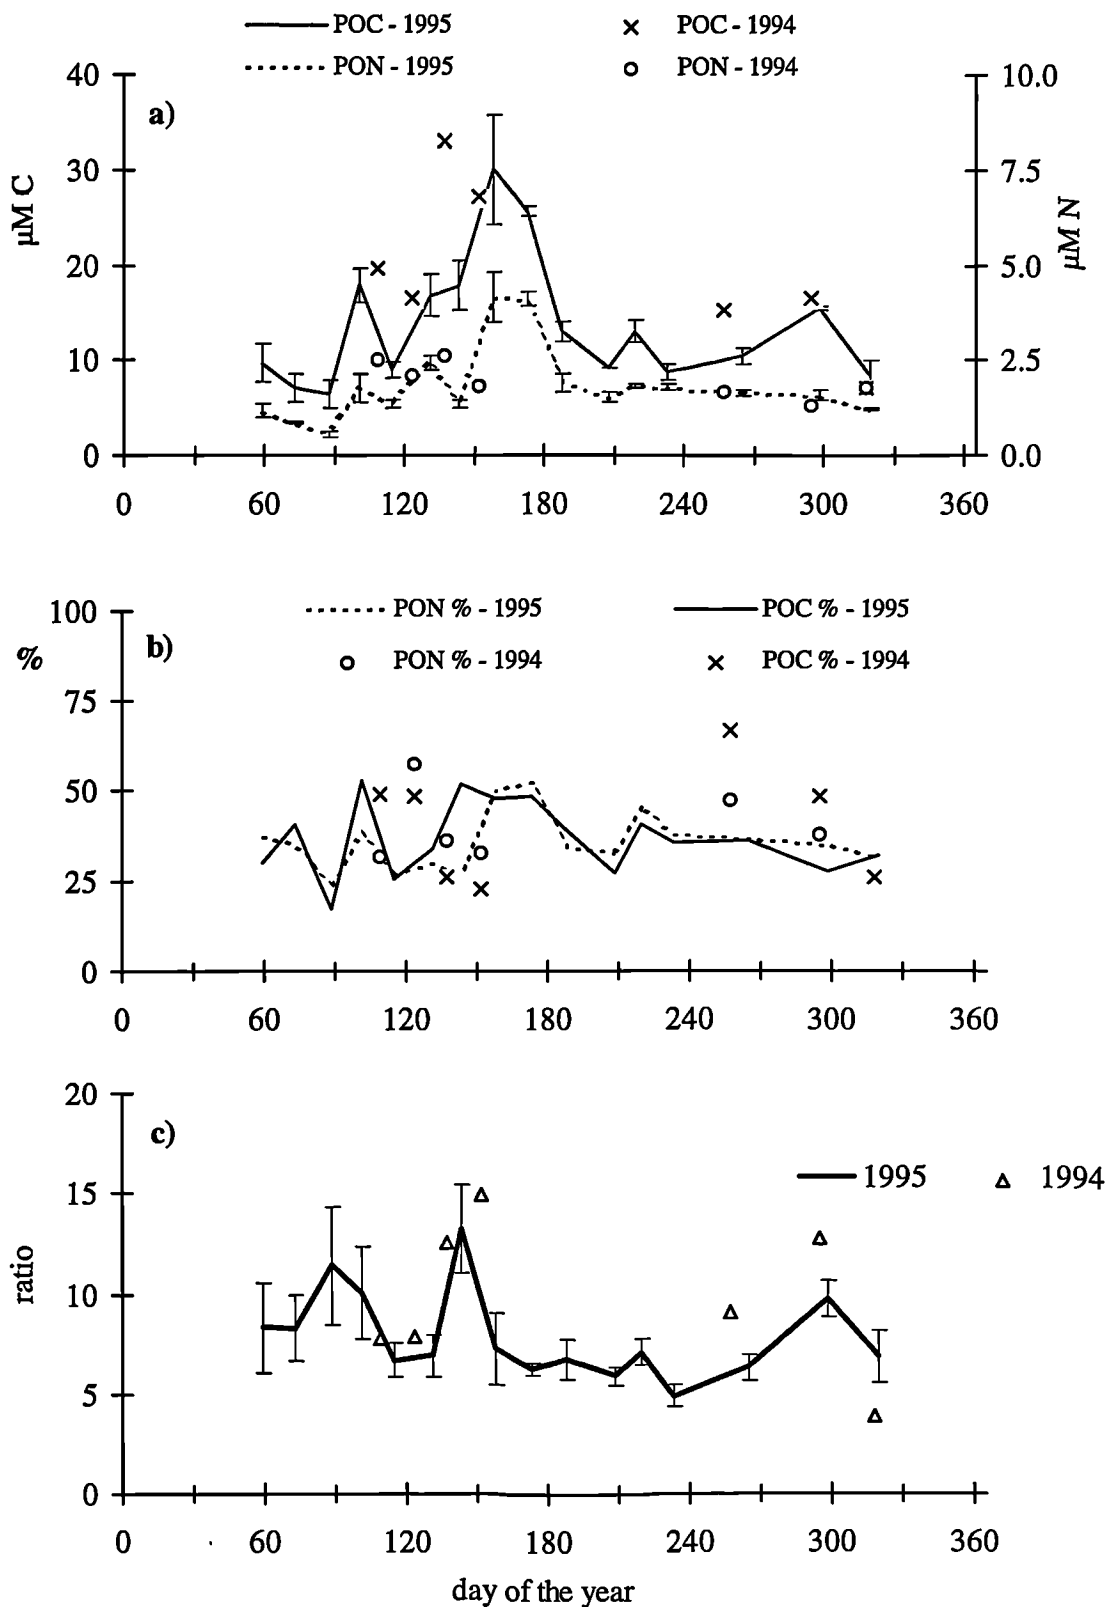 POC - 1995 POC - 1994
PON - 1995 PON - 1994
40 10.0
a)
30 7.5
µM C µM N
20 5.0
10 2.5
0 0.0
0 60 120 180 240 300 360
100 PON % - 1995 POC % - 1995
% b) PON % - 1994 POC % - 1994
75
50
25
0
0 60 120 180 240 300 360
20
c)
1995 1994
15
ratio
10
5
0
0 60 120 180 240 300 360
day of the year